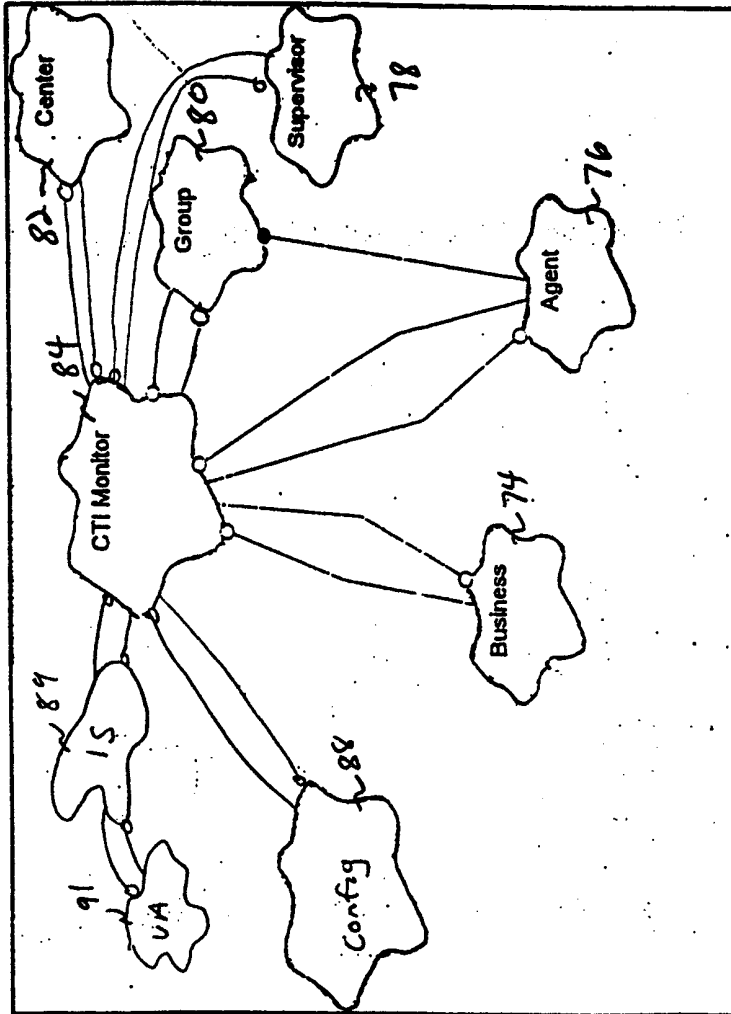 91
UA
89
IS
88
Config
84
CTI Monitor
74
Business
82
Center
80
Group
Supervisor
78
Agent
76